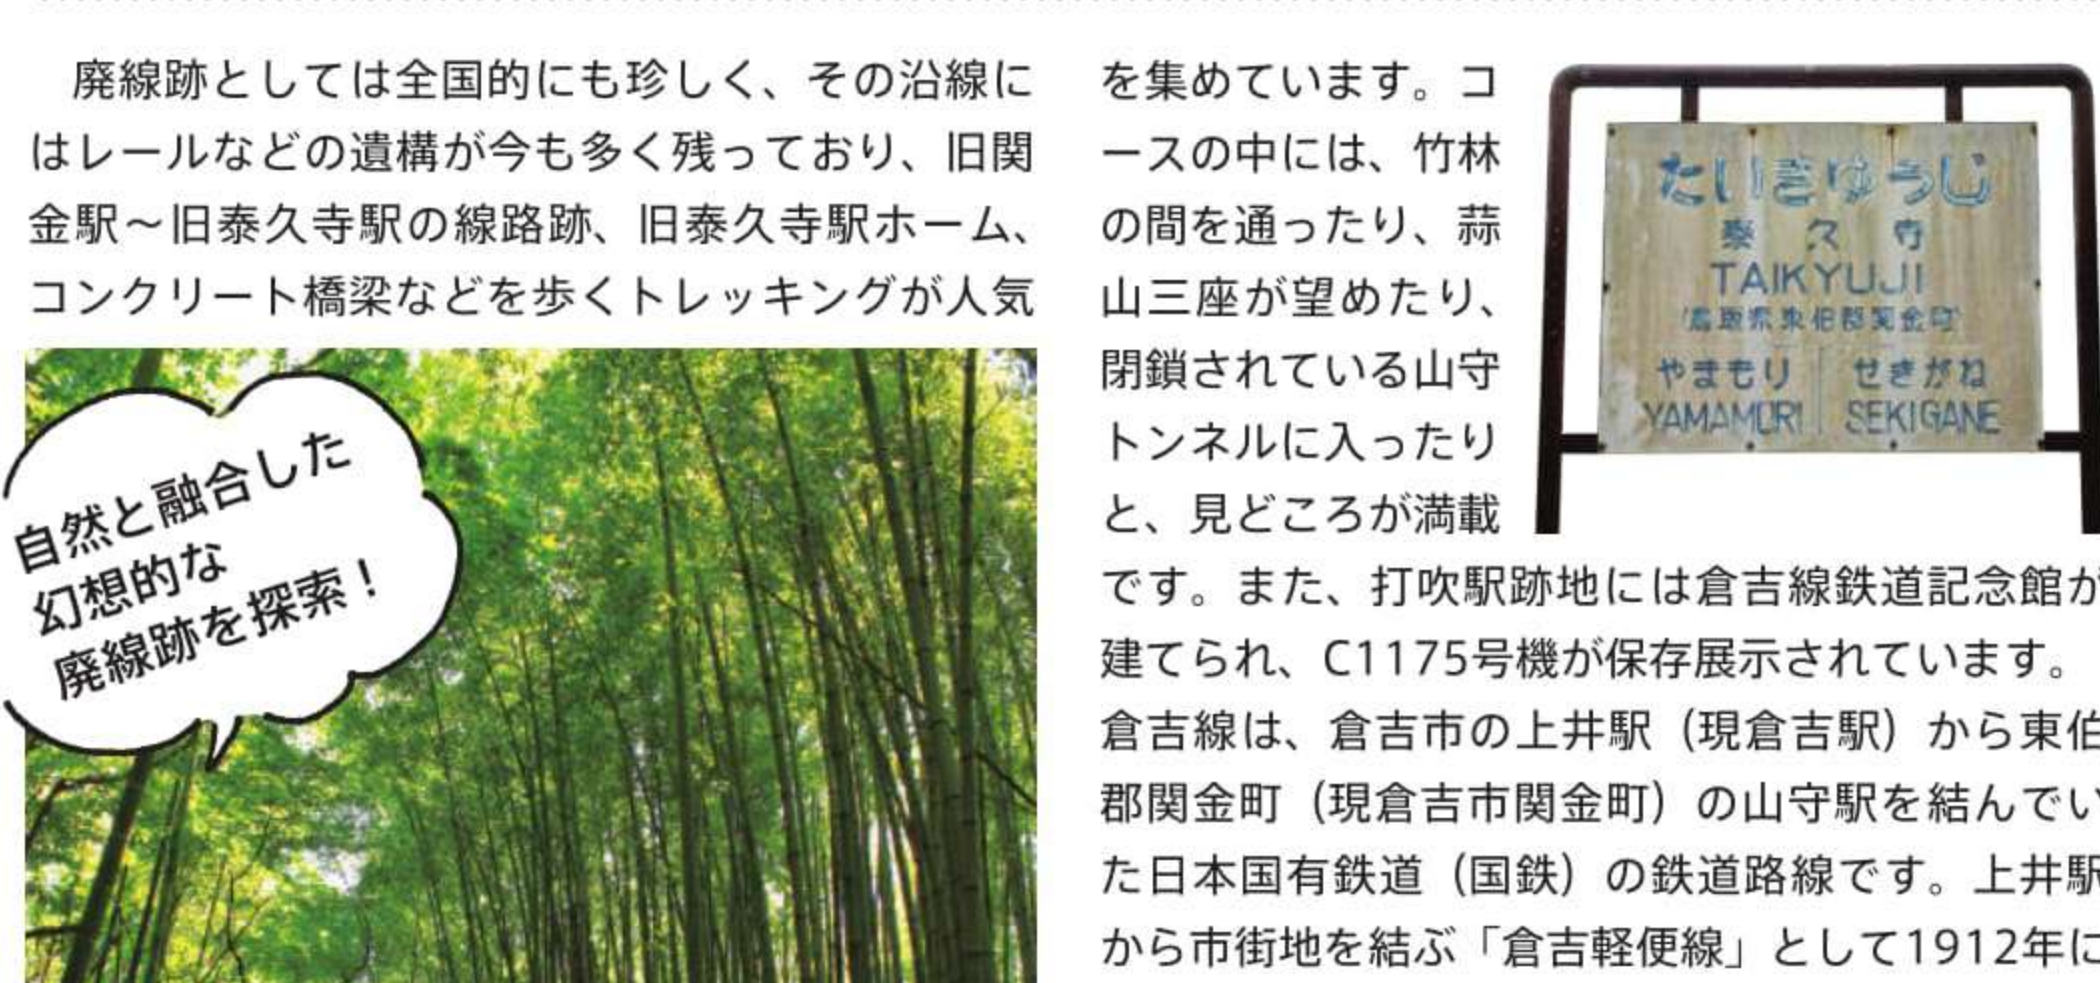 廃線跡としては全国的にも珍しく、その沿線に
はレールなどの遺構が今も多く残っており、旧関
金駅～旧泰久寺駅の線路跡、旧泰久寺駅ホーム、
コンクリート橋梁などを歩くトレッキングが人気
自然と融合した
幻想的な
廃線跡を探索！
を集めています。コ
ースの中には、竹林
の間を通ったり、蒜
山三座が望めたり、
閉鎖されている山守
トンネルに入ったり
と、見どころが満載
です。また、打吹駅跡地には倉吉線鉄道記念館が
建てられ、C1175号機が保存展示されています。
倉吉線は、倉吉市の上井駅（現倉吉駅）から東伯
郡関金町（現倉吉市関金町）の山守駅を結んでい
た日本国有鉄道（国鉄）の鉄道路線です。上井駅
から市街地を結ぶ「倉吉軽便線」として1912年に
たいきゅうじ
泰久寺
TAIKYUJI
(鳥取県東伯郡関金町)
やまもり せきがね
YAMAMORI SEKIGANE